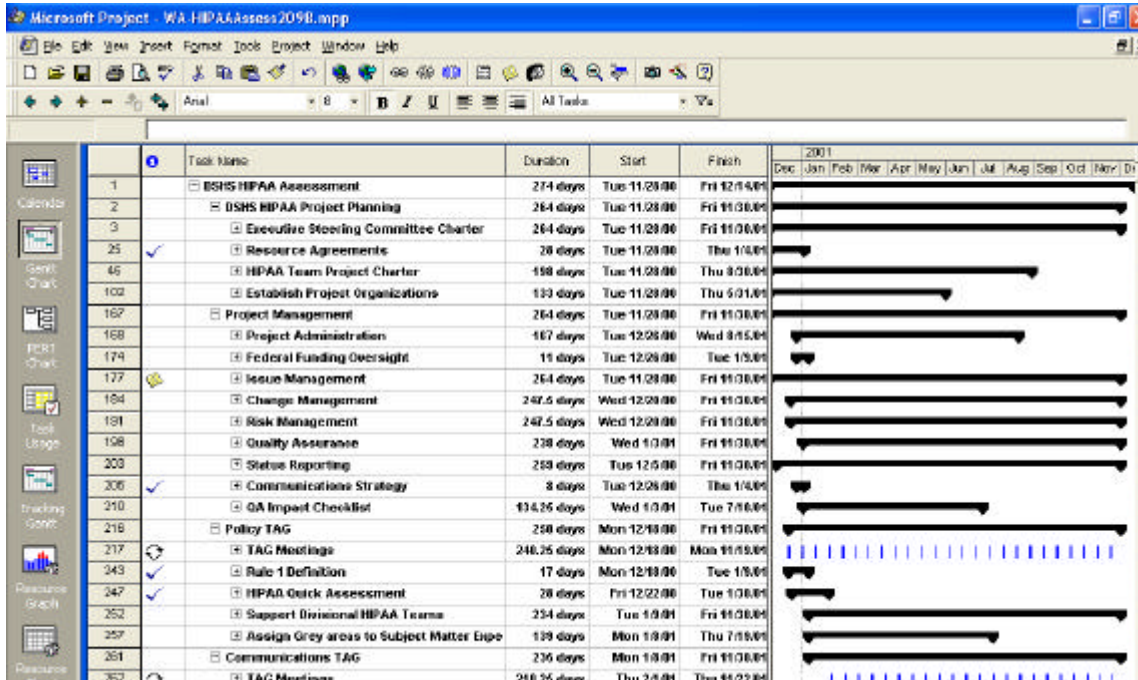 Microsoft Project - WA-HIPAAAssess2098.mpp
File Edit View Insert Format Tools Project Window Help
Arial 8 B I U All Tasks
Task Name Duration Start Finish
2001
Dec Jan Feb Mar Apr May Jun Jul Aug Sep Oct Nov De
Calendar
Gantt Chart
PERT Chart
Task Usage
Tracking Gantt
Resource Graph
Resource
1 DSHS HIPAA Assessment 274 days Tue 11/28/00 Fri 12/14/01
2 DSHS HIPAA Project Planning 264 days Tue 11/28/00 Fri 11/30/01
3 Executive Steering Committee Charter 264 days Tue 11/28/00 Fri 11/30/01
25 Resource Agreements 28 days Tue 11/28/00 Thu 1/4/01
46 HIPAA Team Project Charter 198 days Tue 11/28/00 Thu 8/30/01
102 Establish Project Organizations 133 days Tue 11/28/00 Thu 5/31/01
167 Project Management 264 days Tue 11/28/00 Fri 11/30/01
168 Project Administration 167 days Tue 12/26/00 Wed 8/15/01
174 Federal Funding Oversight 11 days Tue 12/26/00 Tue 1/9/01
177 Issue Management 264 days Tue 11/28/00 Fri 11/30/01
184 Change Management 247.5 days Wed 12/20/00 Fri 11/30/01
191 Risk Management 247.5 days Wed 12/20/00 Fri 11/30/01
198 Quality Assurance 238 days Wed 1/3/01 Fri 11/30/01
203 Status Reporting 259 days Tue 12/5/00 Fri 11/30/01
206 Communications Strategy 8 days Tue 12/26/00 Thu 1/4/01
210 QA Impact Checklist 134.25 days Wed 1/3/01 Tue 7/10/01
216 Policy TAG 250 days Mon 12/18/00 Fri 11/30/01
217 TAG Meetings 240.25 days Mon 12/18/00 Mon 11/19/01
243 Rule 1 Definition 17 days Mon 12/18/00 Tue 1/9/01
247 HIPAA Quick Assessment 28 days Fri 12/22/00 Tue 1/30/01
252 Support Divisional HIPAA Teams 234 days Tue 1/9/01 Fri 11/30/01
257 Assign Grey areas to Subject Matter Expe 139 days Mon 1/8/01 Thu 7/19/01
261 Communications TAG 236 days Mon 1/8/01 Fri 11/30/01
262 TAG Meetings 210.25 days Thu 2/1/01 Thu 11/22/01